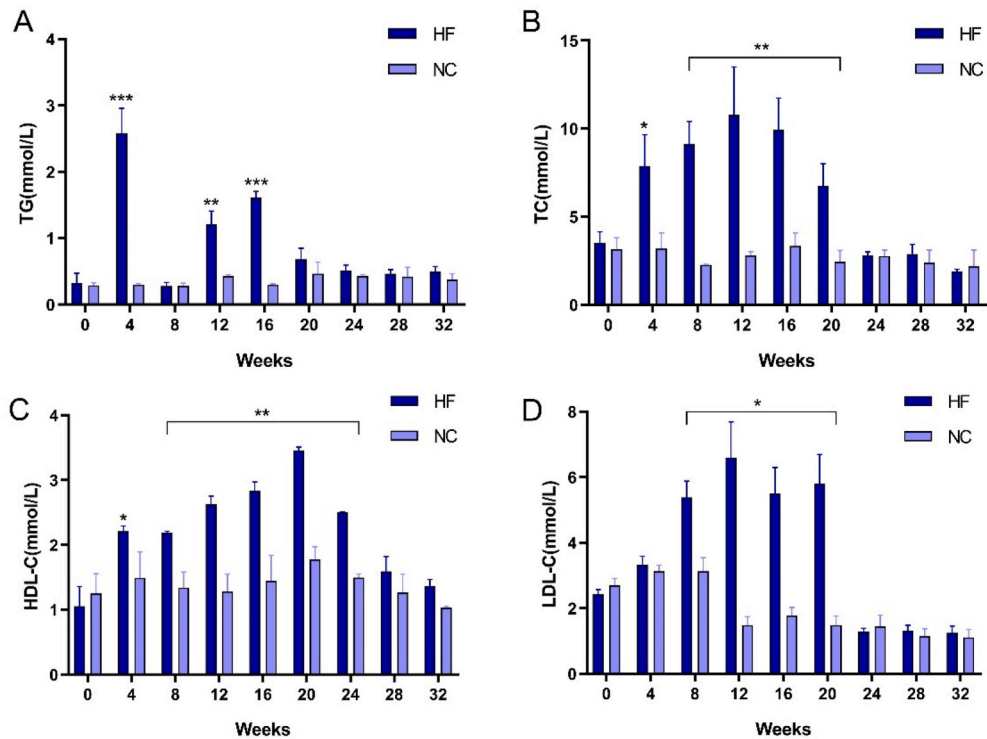 A
HF
NC
TG(mmol/L)
4
3
2
1
0
***
**
***
0 4 8 12 16 20 24 28 32
Weeks
B
HF
NC
TC(mmol/L)
15
10
5
0
*
**
0 4 8 12 16 20 24 28 32
Weeks
C
HF
NC
HDL-C(mmol/L)
4
3
2
1
0
*
**
0 4 8 12 16 20 24 28 32
Weeks
D
HF
NC
LDL-C(mmol/L)
8
6
4
2
0
*
0 4 8 12 16 20 24 28 32
Weeks